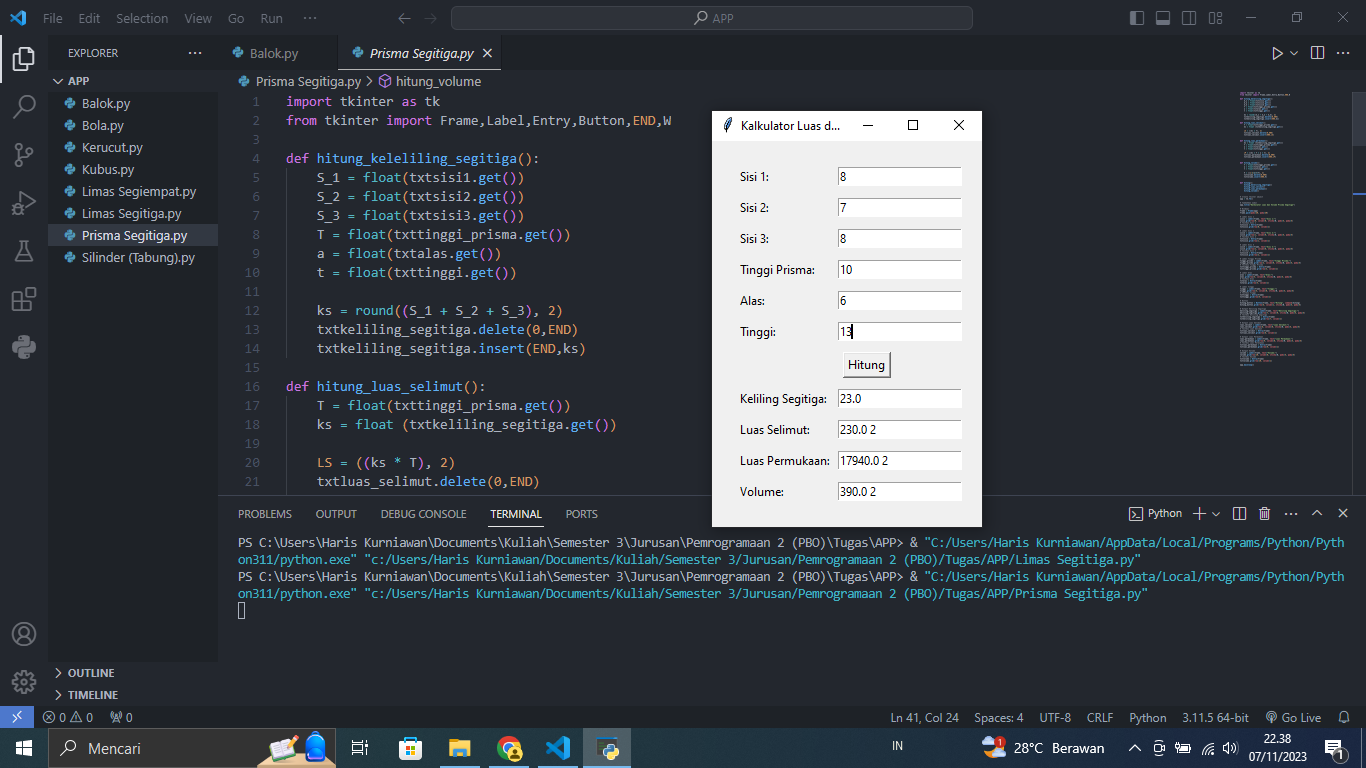 File Edit Selection View Go Run ··· APP
EXPLORER ···
Balok.py Prisma Segitiga.py
APP
Balok.py
Bola.py
Kerucut.py
Kubus.py
Limas Segiempat.py
Limas Segitiga.py
Prisma Segitiga.py
Silinder (Tabung).py
OUTLINE
TIMELINE
Prisma Segitiga.py > hitung_volume
1 import tkinter as tk
2 from tkinter import Frame,Label,Entry,Button,END,W
3
4 def hitung_keleliling_segitiga():
5 S_1 = float(txtsisi1.get())
6 S_2 = float(txtsisi2.get())
7 S_3 = float(txtsisi3.get())
8 T = float(txttinggi_prisma.get())
9 a = float(txtalas.get())
10 t = float(txttinggi.get())
11
12 ks = round((S_1 + S_2 + S_3), 2)
13 txtkeliling_segitiga.delete(0,END)
14 txtkeliling_segitiga.insert(END,ks)
15
16 def hitung_luas_selimut():
17 T = float(txttinggi_prisma.get())
18 ks = float (txtkeliling_segitiga.get())
19
20 LS = ((ks * T), 2)
21 txtluas_selimut.delete(0,END)
Kalkulator Luas d...
Sisi 1: 8
Sisi 2: 7
Sisi 3: 8
Tinggi Prisma: 10
Alas: 6
Tinggi: 13
Hitung
Keliling Segitiga: 23.0
Luas Selimut: 230.0 2
Luas Permukaan: 17940.0 2
Volume: 390.0 2
PROBLEMS OUTPUT DEBUG CONSOLE TERMINAL PORTS Python
PS C:\Users\Haris Kurniawan\Documents\Kuliah\Semester 3\Jurusan\Pemrogramaan 2 (PBO)\Tugas\APP> & "C:/Users/Haris Kurniawan/AppData/Local/Programs/Python/Pyth
on311/python.exe" "c:/Users/Haris Kurniawan/Documents/Kuliah/Semester 3/Jurusan/Pemrogramaan 2 (PBO)/Tugas/APP/Limas Segitiga.py"
PS C:\Users\Haris Kurniawan\Documents\Kuliah\Semester 3\Jurusan\Pemrogramaan 2 (PBO)\Tugas\APP> & "C:/Users/Haris Kurniawan/AppData/Local/Programs/Python/Pyth
on311/python.exe" "c:/Users/Haris Kurniawan/Documents/Kuliah/Semester 3/Jurusan/Pemrogramaan 2 (PBO)/Tugas/APP/Prisma Segitiga.py"
0 0 0 Ln 41, Col 24 Spaces: 4 UTF-8 CRLF Python 3.11.5 64-bit Go Live
Mencari IN 1 28°C Berawan 22.38
07/11/2023 1